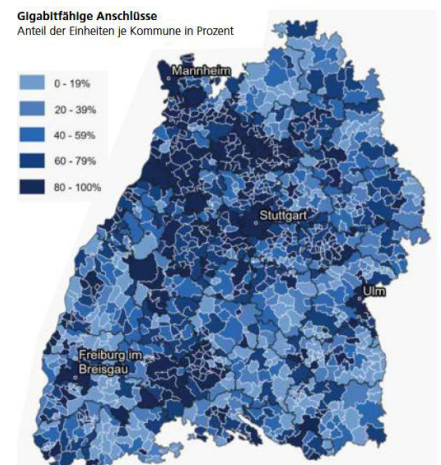 Gigabitfähige Anschlüsse
Anteil der Einheiten je Kommune in Prozent
Mannheim
0 - 19%
20 - 39%
40 - 59%
60 - 79%
80 - 100%
Stuttgart
Ulm
Freiburg im
Breisgau